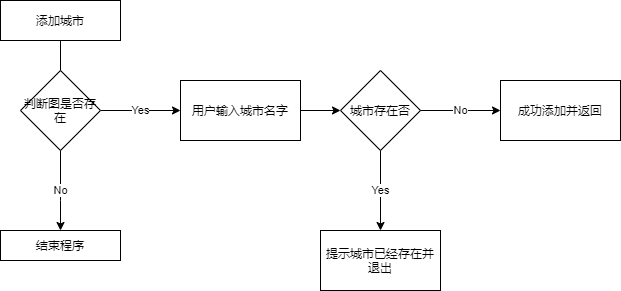 添加城市
判断图是否存
在
Yes
用户输入城市名字
城市存在否
No
成功添加并返回
No
Yes
结束程序
提示城市已经存在并
退出